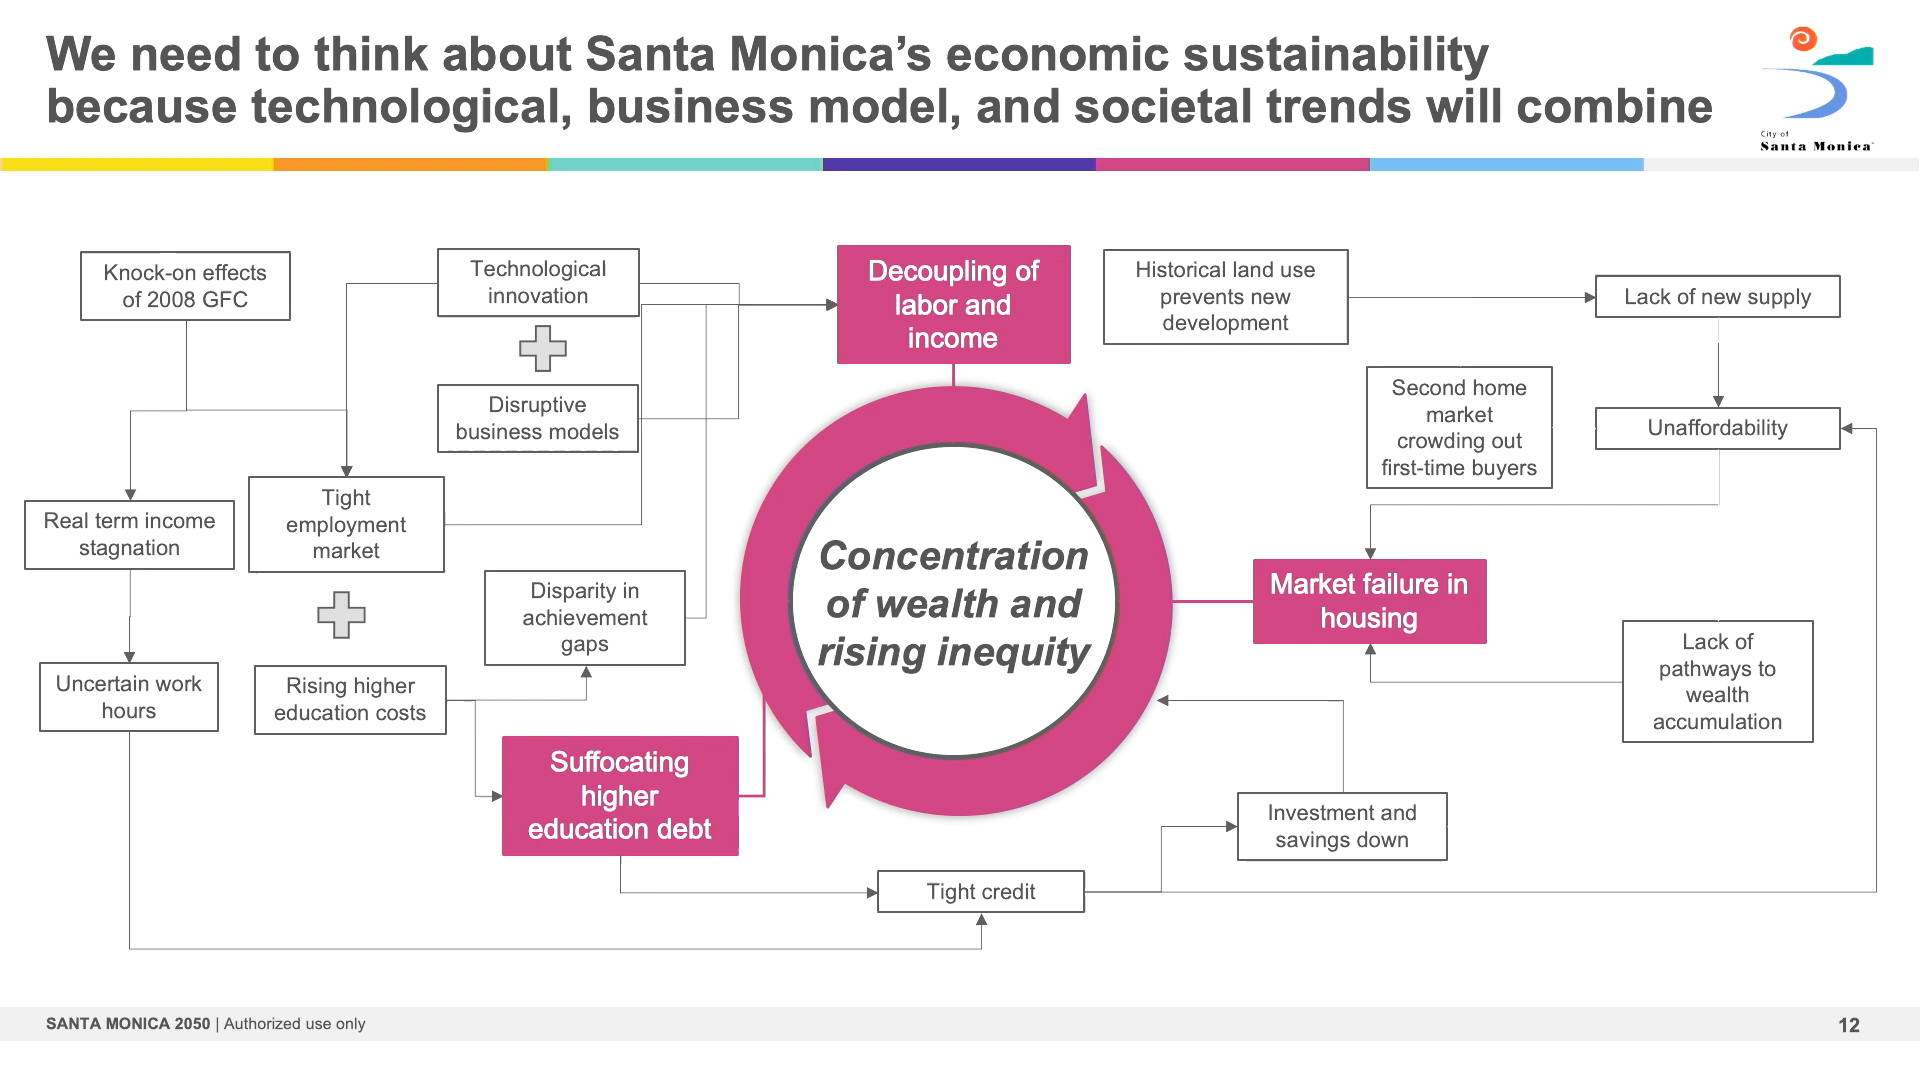 We need to think about Santa Monica’s economic sustainability
because technological, business model, and societal trends will combine
City of
Santa Monica
Knock-on effects
of 2008 GFC
Technological
innovation
Decoupling of
labor and
income
Historical land use
prevents new
development
Lack of new supply
Disruptive
business models
Second home
market
crowding out
first-time buyers
Unaffordability
Real term income
stagnation
Tight
employment
market
Disparity in
achievement
gaps
Concentration
of wealth and
rising inequity
Market failure in
housing
Lack of
pathways to
wealth
accumulation
Uncertain work
hours
Rising higher
education costs
Suffocating
higher
education debt
Investment and
savings down
Tight credit
SANTA MONICA 2050 | Authorized use only
12